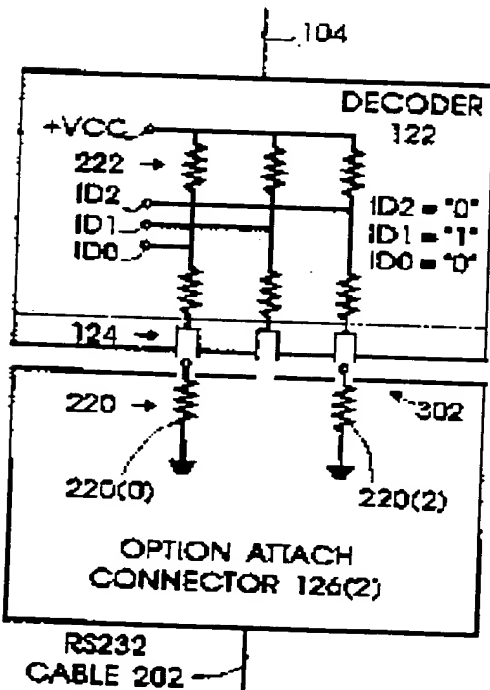 104
DECODER
122
+VCC
222
ID2
ID1
ID0
ID2 = "0"
ID1 = "1"
ID0 = "0"
124
220
302
220(0)
220(2)
OPTION ATTACH
CONNECTOR 126(2)
RS232
CABLE 202